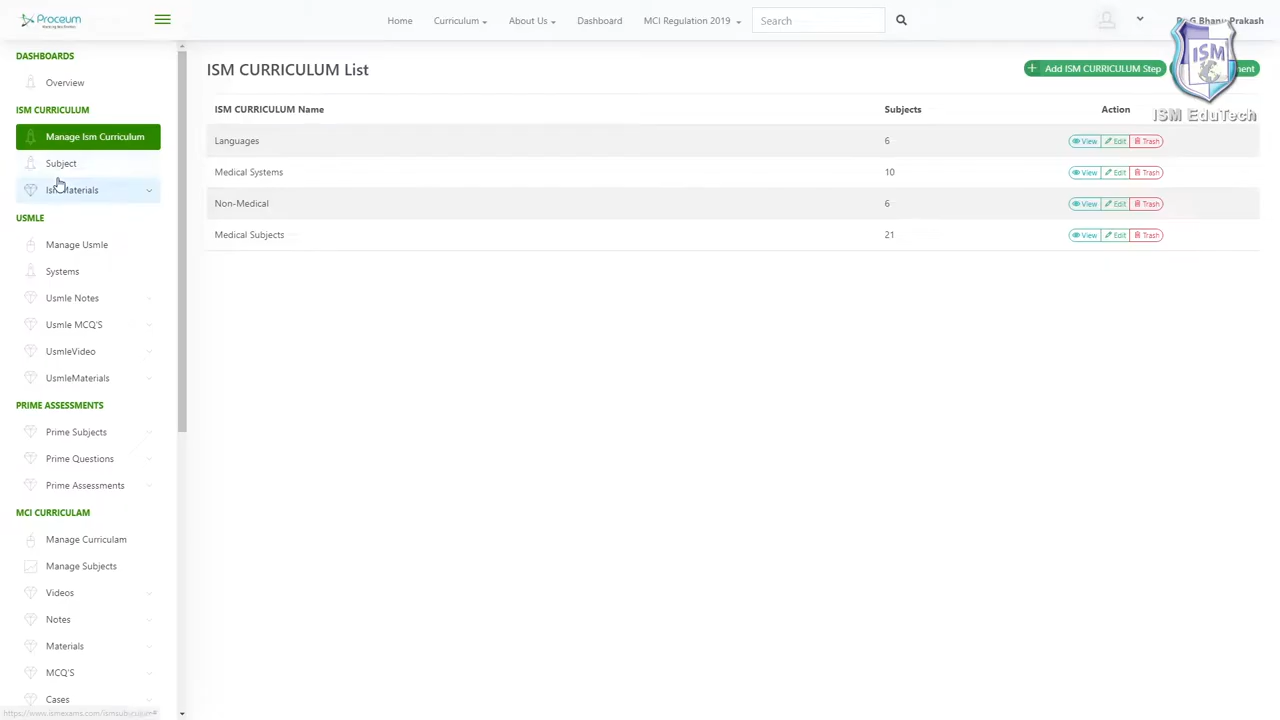 Proceum
Home
Curriculum
About Us
Dashboard
MCI Regulation 2019
Search
Dr. G Bhanu Prakash
DASHBOARDS
Overview
ISM CURRICULUM
Manage Ism Curriculum
Subject
IsmMaterials
USMLE
Manage Usmle
Systems
Usmle Notes
Usmle MCQ'S
UsmleVideo
UsmleMaterials
PRIME ASSESSMENTS
Prime Subjects
Prime Questions
Prime Assessments
MCI CURRICULAM
Manage Curriculam
Manage Subjects
Videos
Notes
Materials
MCQ'S
Cases
ISM CURRICULUM List
+ Add ISM CURRICULUM Step
ISM
ISM EduTech
ISM CURRICULUM Name Subjects Action
Languages 6 View Edit Trash
Medical Systems 10 View Edit Trash
Non-Medical 6 View Edit Trash
Medical Subjects 21 View Edit Trash